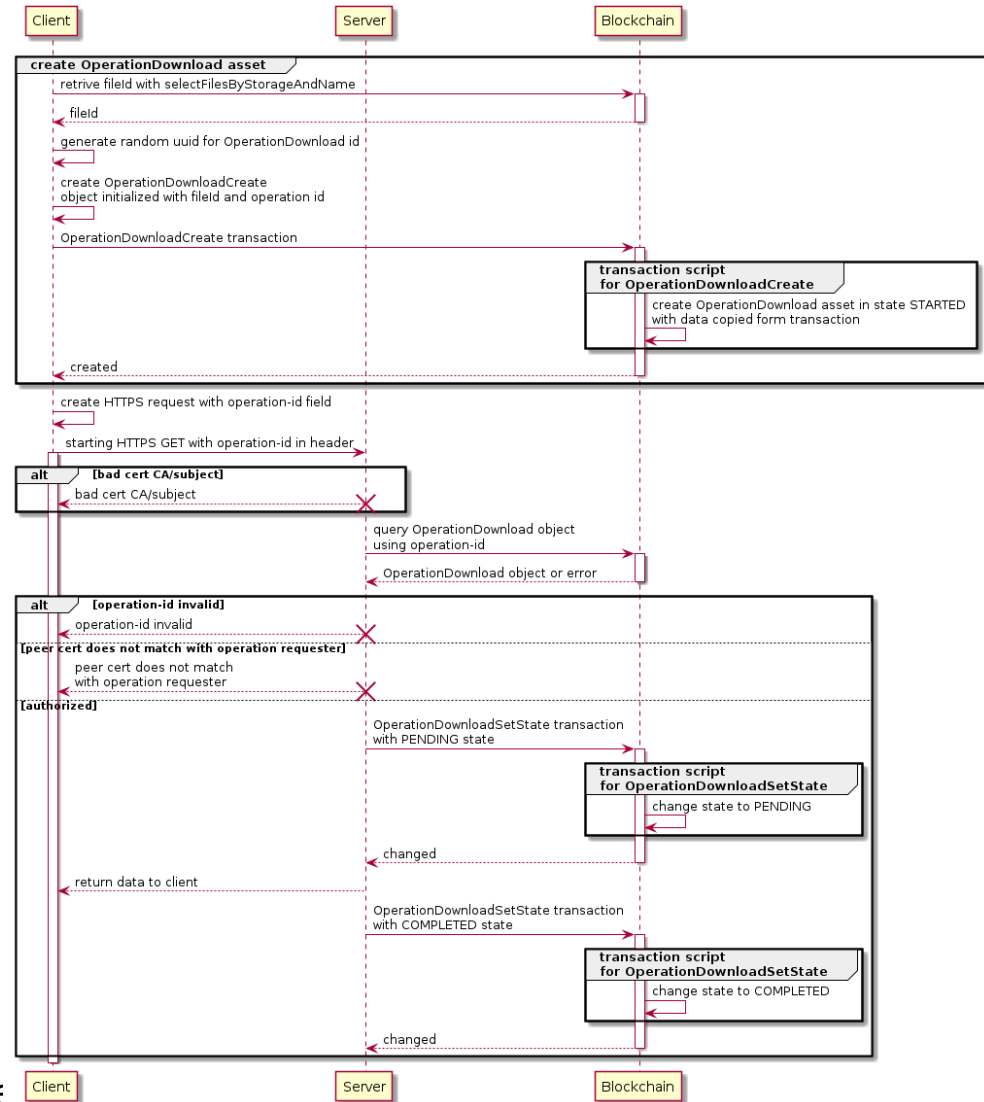 Client Server Blockchain
create OperationDownload asset
retrive fileId with selectFilesByStorageAndName
fileId
generate random uuid for OperationDownload id
create OperationDownloadCreate
object initialized with fileId and operation id
OperationDownloadCreate transaction
transaction script
for OperationDownloadCreate
create OperationDownload asset in state STARTED
with data copied form transaction
created
create HTTPS request with operation-id field
starting HTTPS GET with operation-id in header
alt [bad cert CA/subject]
bad cert CA/subject
query OperationDownload object
using operation-id
OperationDownload object or error
alt [operation-id invalid]
operation-id invalid
[peer cert does not match with operation requester]
peer cert does not match
with operation requester
[authorized]
OperationDownloadSetState transaction
with PENDING state
transaction script
for OperationDownloadSetState
change state to PENDING
changed
return data to client
OperationDownloadSetState transaction
with COMPLETED state
transaction script
for OperationDownloadSetState
change state to COMPLETED
changed
Client Server Blockchain